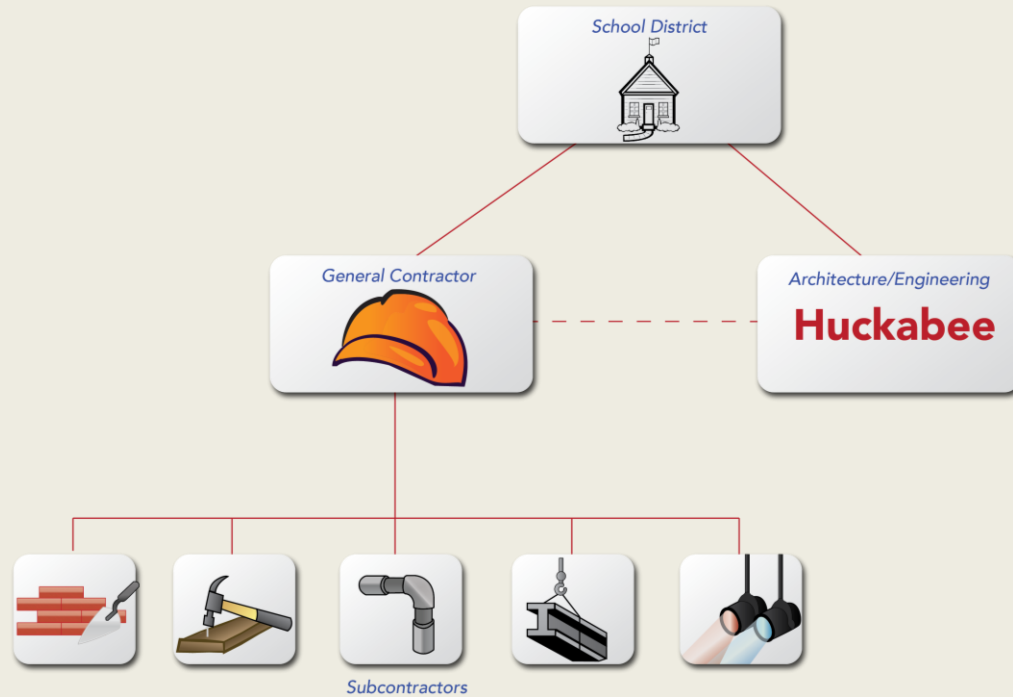 School District
General Contractor
Architecture/Engineering
Huckabee
Subcontractors